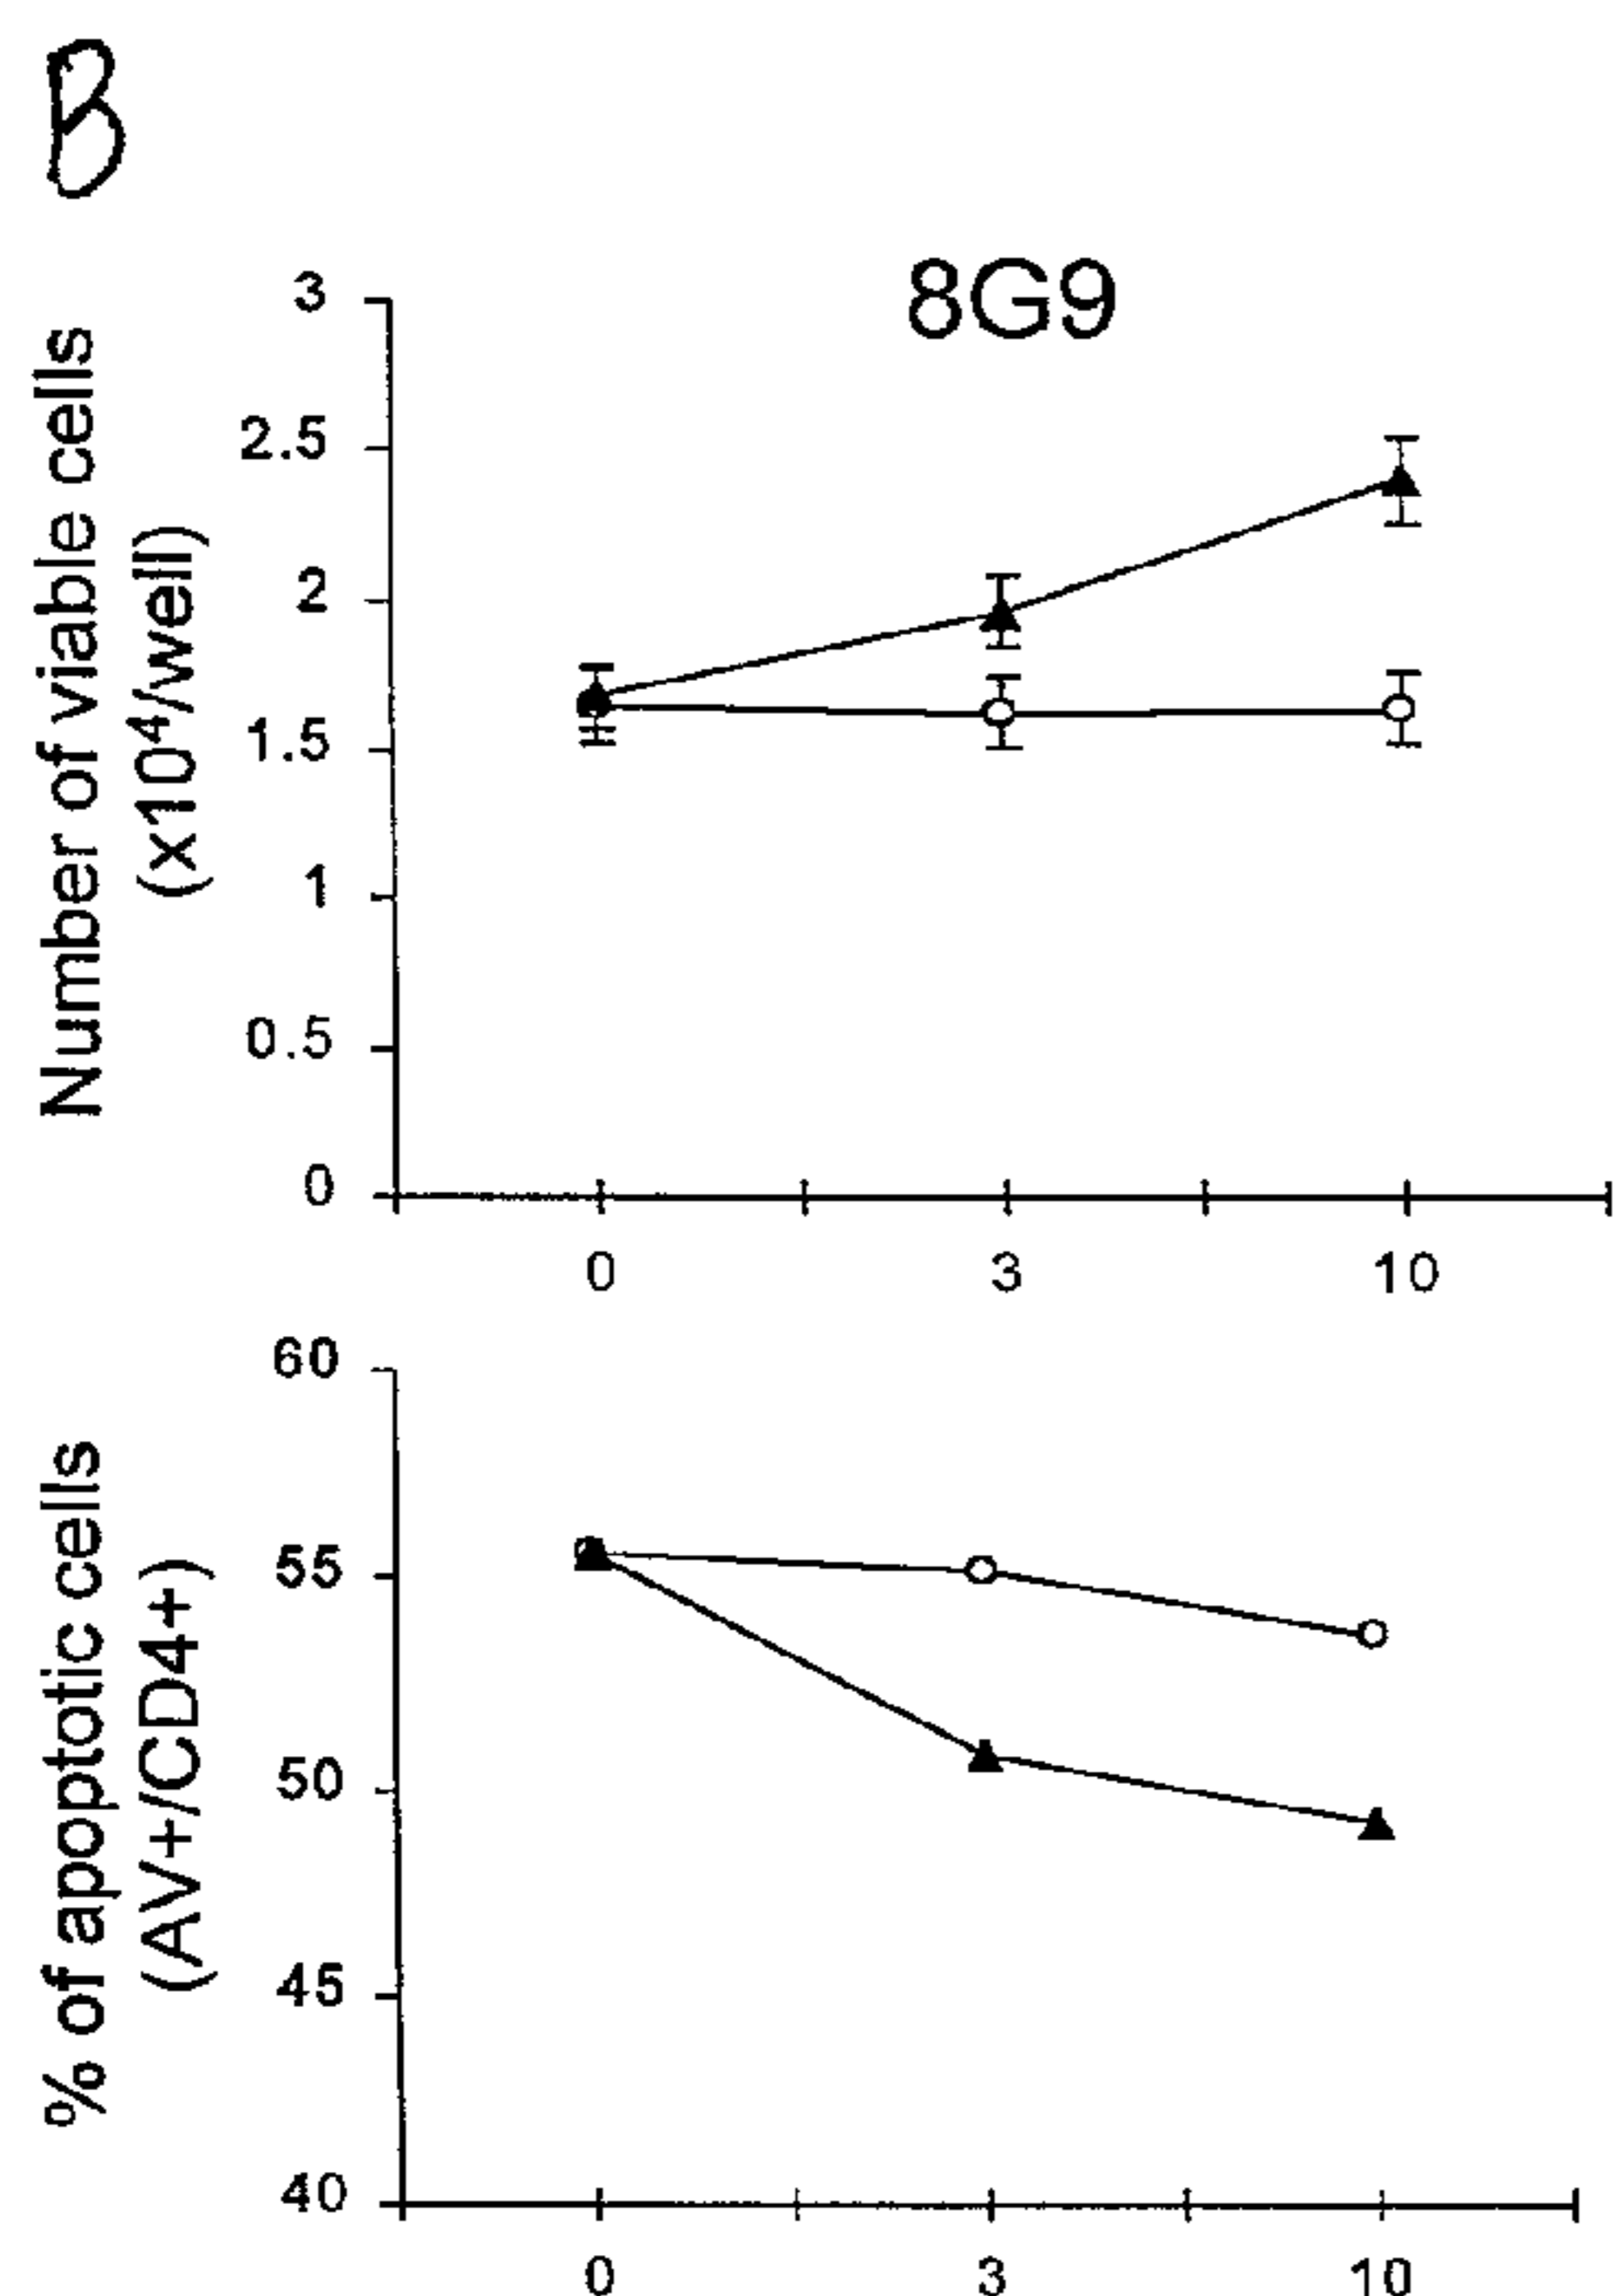 B
8G9
Number of viable cells
(x10⁴/well)
3
2.5
2
1.5
1
0.5
0
0 3 10
% of apoptotic cells
(AV+/CD4+)
60
55
50
45
40
0 3 10